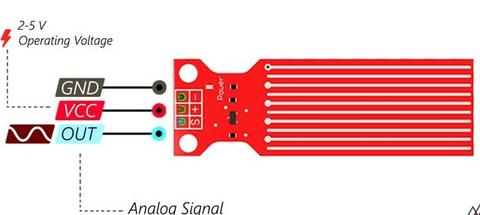 2-5 V
Operating Voltage
GND
VCC
OUT
Power
-
+
S
Analog Signal